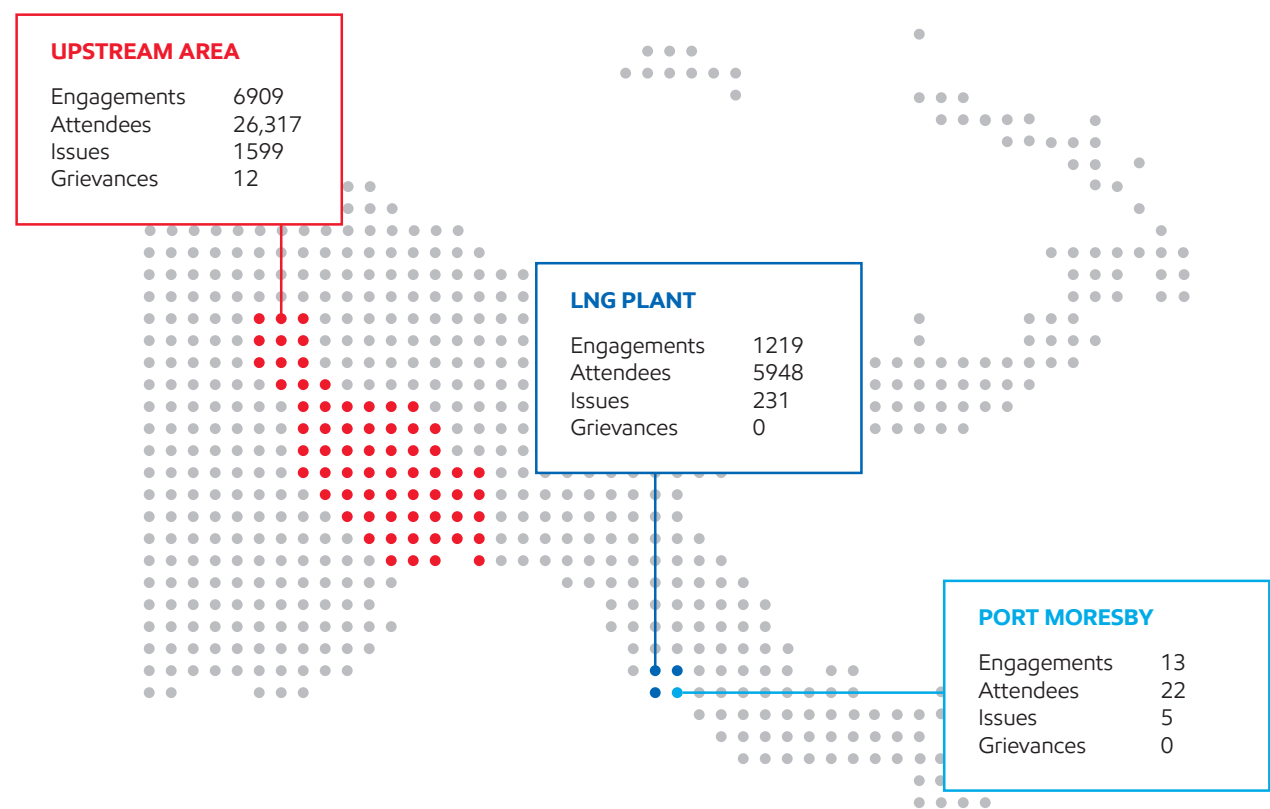 UPSTREAM AREA
Engagements 6909
Attendees 26,317
Issues 1599
Grievances 12
LNG PLANT
Engagements 1219
Attendees 5948
Issues 231
Grievances 0
PORT MORESBY
Engagements 13
Attendees 22
Issues 5
Grievances 0